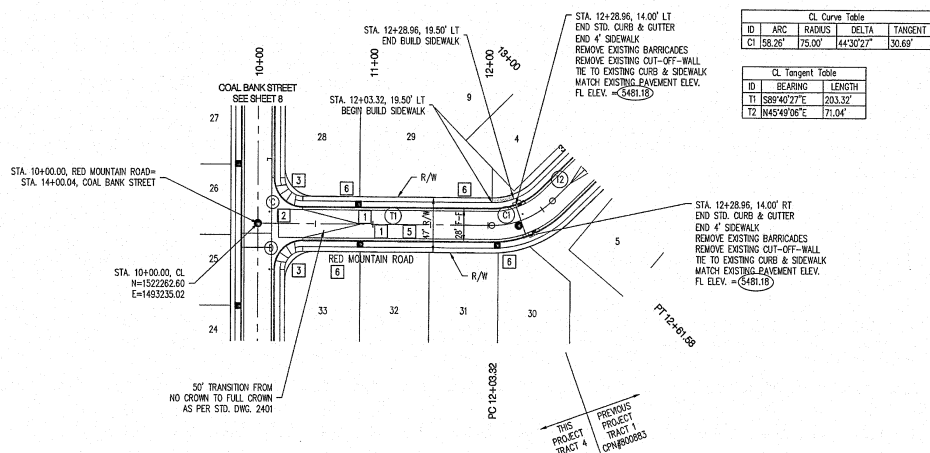 STA. 12+28.96, 19.50' LT
END BUILD SIDEWALK
STA. 12+28.96, 14.00' LT
END STD. CURB & GUTTER
END 4' SIDEWALK
REMOVE EXISTING BARRICADES
REMOVE EXISTING CUT-OFF-WALL
TIE TO EXISTING CURB & SIDEWALK
MATCH EXISTING PAVEMENT ELEV.
FL ELEV. = 5481.18
CL Curve Table
ID ARC RADIUS DELTA TANGENT
C1 58.26' 75.00' 44°30'27" 30.69'
CL Tangent Table
ID BEARING LENGTH
T1 S89°40'27"E 203.32'
T2 N45°49'06"E 71.04'
10+00
11+00
12+00
13+00
COAL BANK STREET
SEE SHEET 8
STA. 12+03.32, 19.50' LT
BEGIN BUILD SIDEWALK
27
28
29
9
4
26
3
6
R/W
6
T2
STA. 10+00.00, RED MOUNTAIN ROAD=
STA. 14+00.04, COAL BANK STREET
2
1
T1
C1
1
5
47' R/W
28' F-F
STA. 12+28.96, 14.00' RT
END STD. CURB & GUTTER
END 4' SIDEWALK
REMOVE EXISTING BARRICADES
REMOVE EXISTING CUT-OFF-WALL
TIE TO EXISTING CURB & SIDEWALK
MATCH EXISTING PAVEMENT ELEV.
FL ELEV. = 5481.18
5
25
3
RED MOUNTAIN ROAD
6
R/W
6
STA. 10+00.00, CL
N=1522262.60
E=1493235.02
24
33
32
31
30
PT 12+61.58
PC 12+03.32
50' TRANSITION FROM
NO CROWN TO FULL CROWN
AS PER STD. DWG. 2401
THIS
PROJECT
TRACT 4
PREVIOUS
PROJECT
TRACT 1
CPN#800883